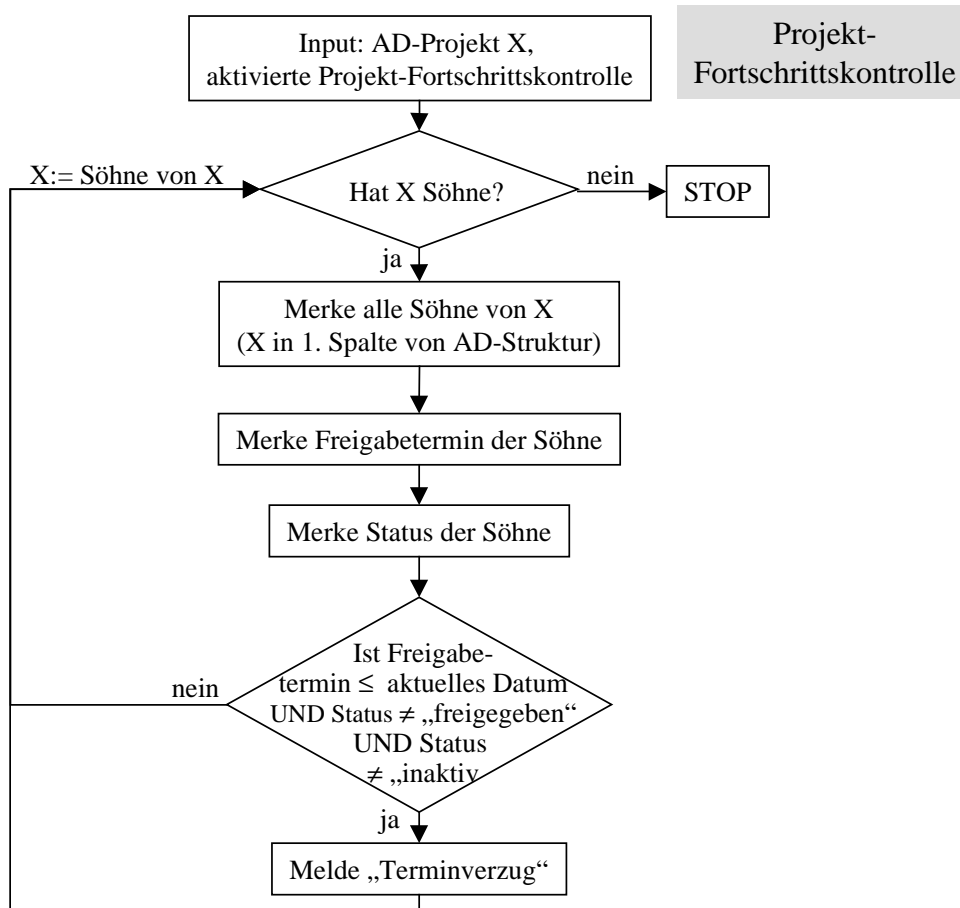 Input: AD-Projekt X,
aktivierte Projekt-Fortschrittskontrolle
Projekt-
Fortschrittskontrolle
X:= Söhne von X
Hat X Söhne?
nein
STOP
ja
Merke alle Söhne von X
(X in 1. Spalte von AD-Struktur)
Merke Freigabetermin der Söhne
Merke Status der Söhne
Ist Freigabe-
termin ≤ aktuelles Datum
UND Status ≠ „freigegeben“
UND Status
≠ „inaktiv
nein
ja
Melde „Terminverzug“